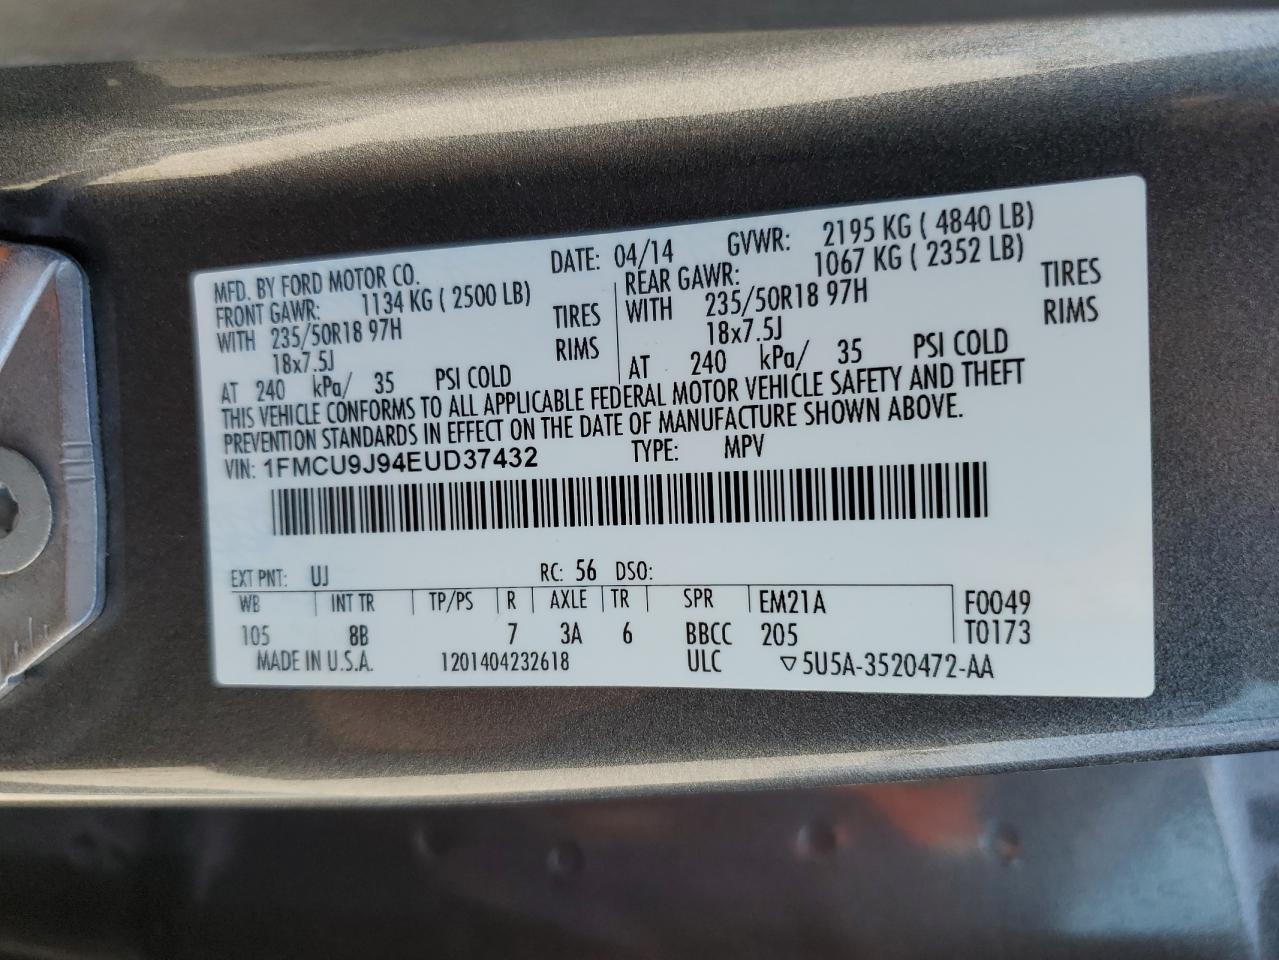 MFD. BY FORD MOTOR CO. DATE: 04/14 GVWR: 2195 KG ( 4840 LB)
FRONT GAWR: 1134 KG ( 2500 LB) REAR GAWR: 1067 KG ( 2352 LB)
WITH 235/50R18 97H TIRES WITH 235/50R18 97H TIRES
18x7.5J RIMS 18x7.5J RIMS
AT 240 kPa/ 35 PSI COLD AT 240 kPa/ 35 PSI COLD
THIS VEHICLE CONFORMS TO ALL APPLICABLE FEDERAL MOTOR VEHICLE SAFETY AND THEFT
PREVENTION STANDARDS IN EFFECT ON THE DATE OF MANUFACTURE SHOWN ABOVE.
VIN: 1FMCU9J94EUD37432 TYPE: MPV
EXT PNT: UJ RC: 56 DSO:
WB INT TR TP/PS R AXLE TR SPR EM21A F0049
105 8B 7 3A 6 BBCC 205 T0173
MADE IN U.S.A. 1201404232618 ULC ▽5U5A-3520472-AA